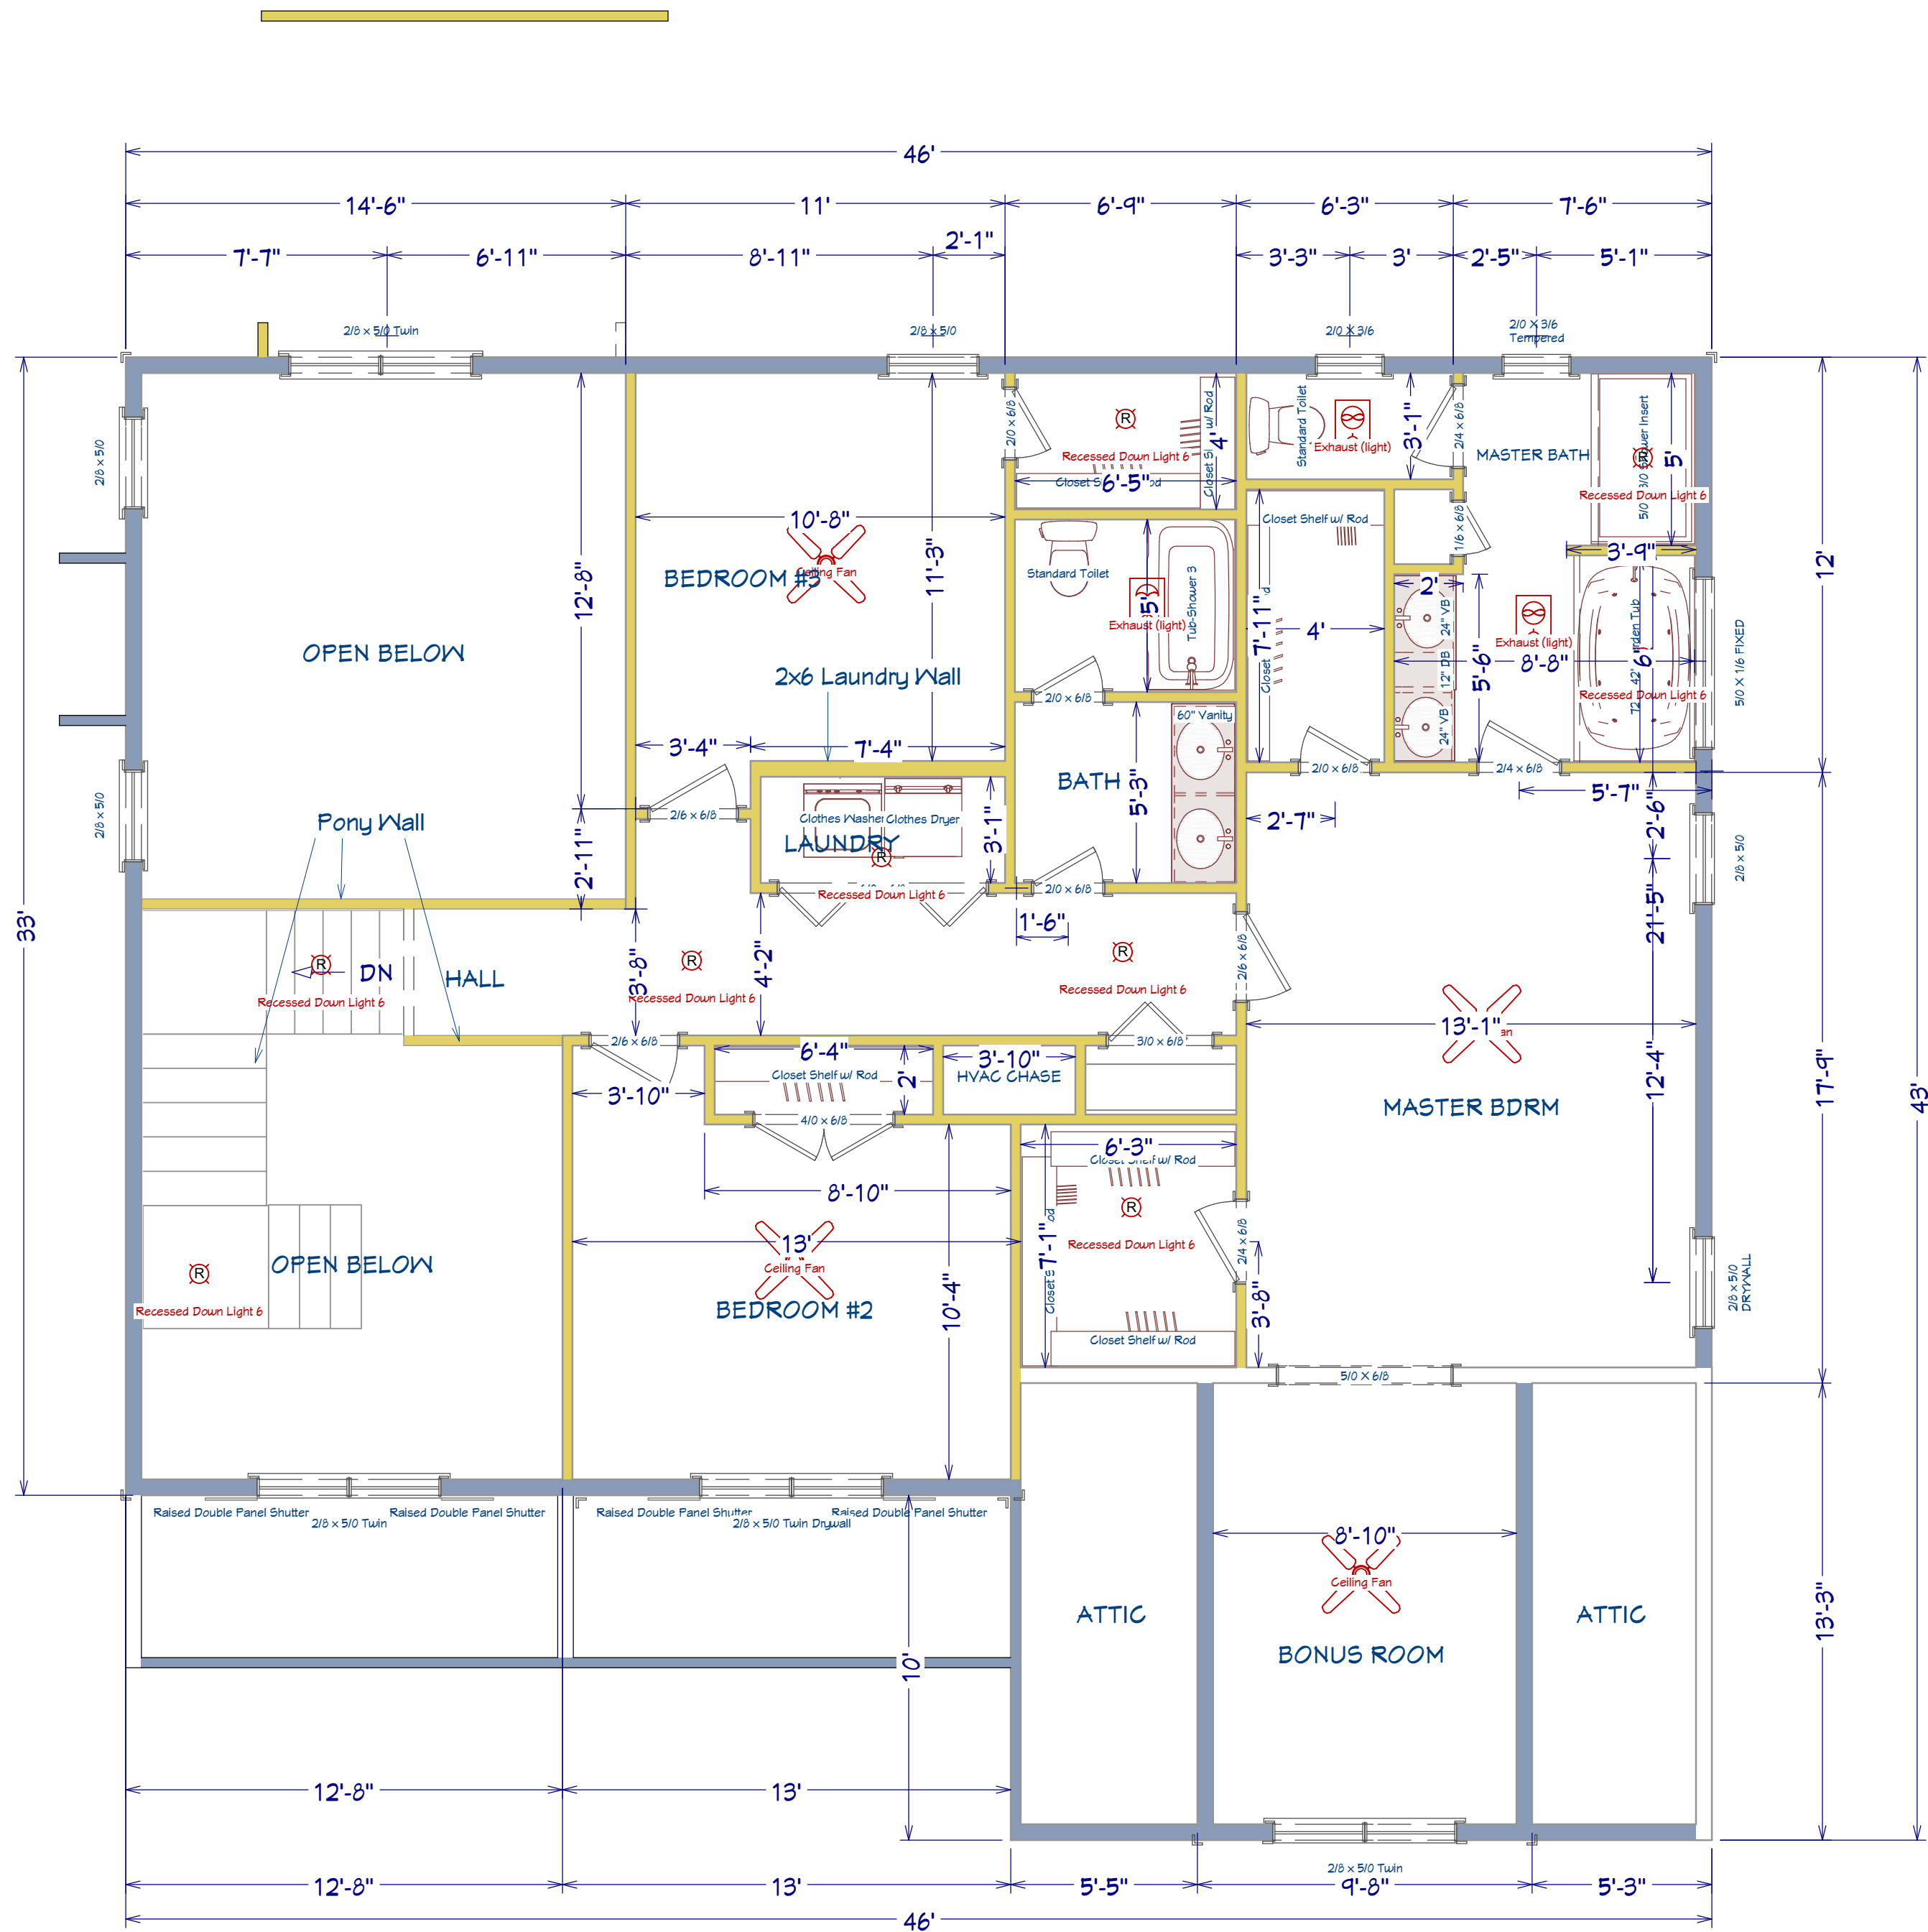 46'
14'-6"
11'
6'-9"
6'-3"
7'-6"
7'-7"
6'-11"
8'-11"
2'-1"
3'-3"
3'
2'-5"
5'-1"
2/8 x 5/0 Twin
2/8 x 5/0
2/0 X 3/6
2/0 X 3/6
Tempered
2/8 x 5/0
2/0 x 6/8
R
Recessed Down Light 6
Closet
w/ Rod
4'
6'-5"
Standard Toilet
Exhaust (light)
3'-1"
2/4 x 6/8
MASTER BATH
R
5'
Recessed Down Light 6
10'-8"
BEDROOM #3
Ceiling Fan
11'-3"
12'-8"
Closet Shelf w/ Rod
1/6 x 6/8
3'-9"
Standard Toilet
Exhaust (light)
5'
Tub-Shower 3
7'-11"
4'
Closet
2'
24" VB
12" DB
24" VB
5'-6"
Exhaust (light)
8'-8"
6'
Recessed Down Light 6
5/0 X 1/6 FIXED
12'
OPEN BELOW
2x6 Laundry Wall
2/0 x 6/8
60" Vanity
3'-4"
7'-4"
BATH
5'-3"
2/0 x 6/8
2/4 x 6/8
5'-7"
2'-6"
2'-7"
2/8 x 5/0
Pony Wall
2/6 x 6/8
Clothes Washer
Clothes Dryer
LAUNDRY
R
3'-1"
Recessed Down Light 6
2/0 x 6/8
2'-11"
2/8 x 5/0
21'-5"
33'
1'-6"
R
DN
Recessed Down Light 6
HALL
3'-8"
R
Recessed Down Light 6
4'-2"
R
Recessed Down Light 6
2/6 x 6/8
13'-1"
12'-4"
17'-9"
43'
2/6 x 6/8
6'-4"
Closet Shelf w/ Rod
2'
3'-10"
HVAC CHASE
3/0 x 6/8
3'-10"
4/0 x 6/8
MASTER BDRM
6'-3"
w/ Rod
8'-10"
R
Recessed Down Light 6
7'-1"
2/4 x 6/8
3'-8"
Closet Shelf w/ Rod
13'
Ceiling Fan
BEDROOM #2
10'-4"
OPEN BELOW
R
Recessed Down Light 6
2/8 x 5/0
DRYWALL
5/0 X 6/8
Raised Double Panel Shutter
Raised Double Panel Shutter
2/8 x 5/0 Twin
Raised Double Panel Shutter
Raised Double Panel Shutter
2/8 x 5/0 Twin Drywall
8'-10"
Ceiling Fan
ATTIC
BONUS ROOM
ATTIC
13'-3"
10'
12'-8"
13'
2/8 x 5/0 Twin
12'-8"
13'
5'-5"
9'-8"
5'-3"
46'